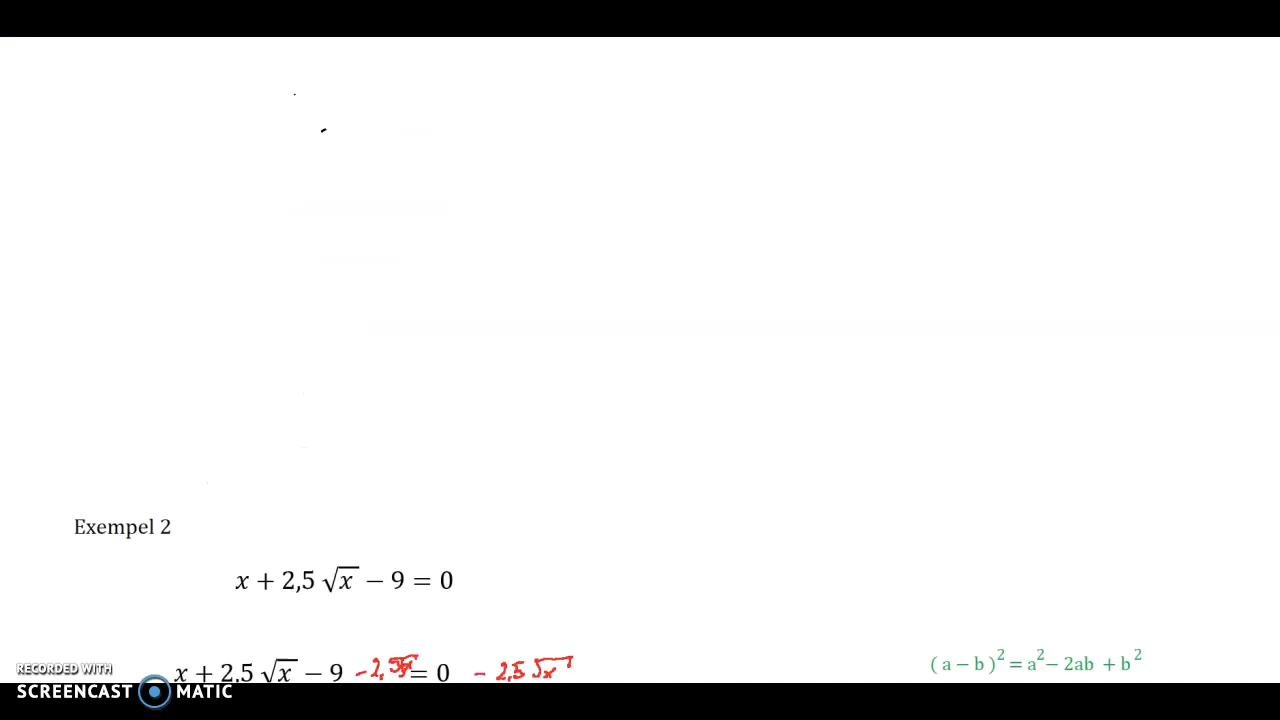 Exempel 2
x + 2,5 √x − 9 = 0
x + 2,5 √x − 9 − 2,5√x = 0 − 2,5 √x
(a − b)² = a² − 2ab + b²
RECORDED WITH
SCREENCAST MATIC